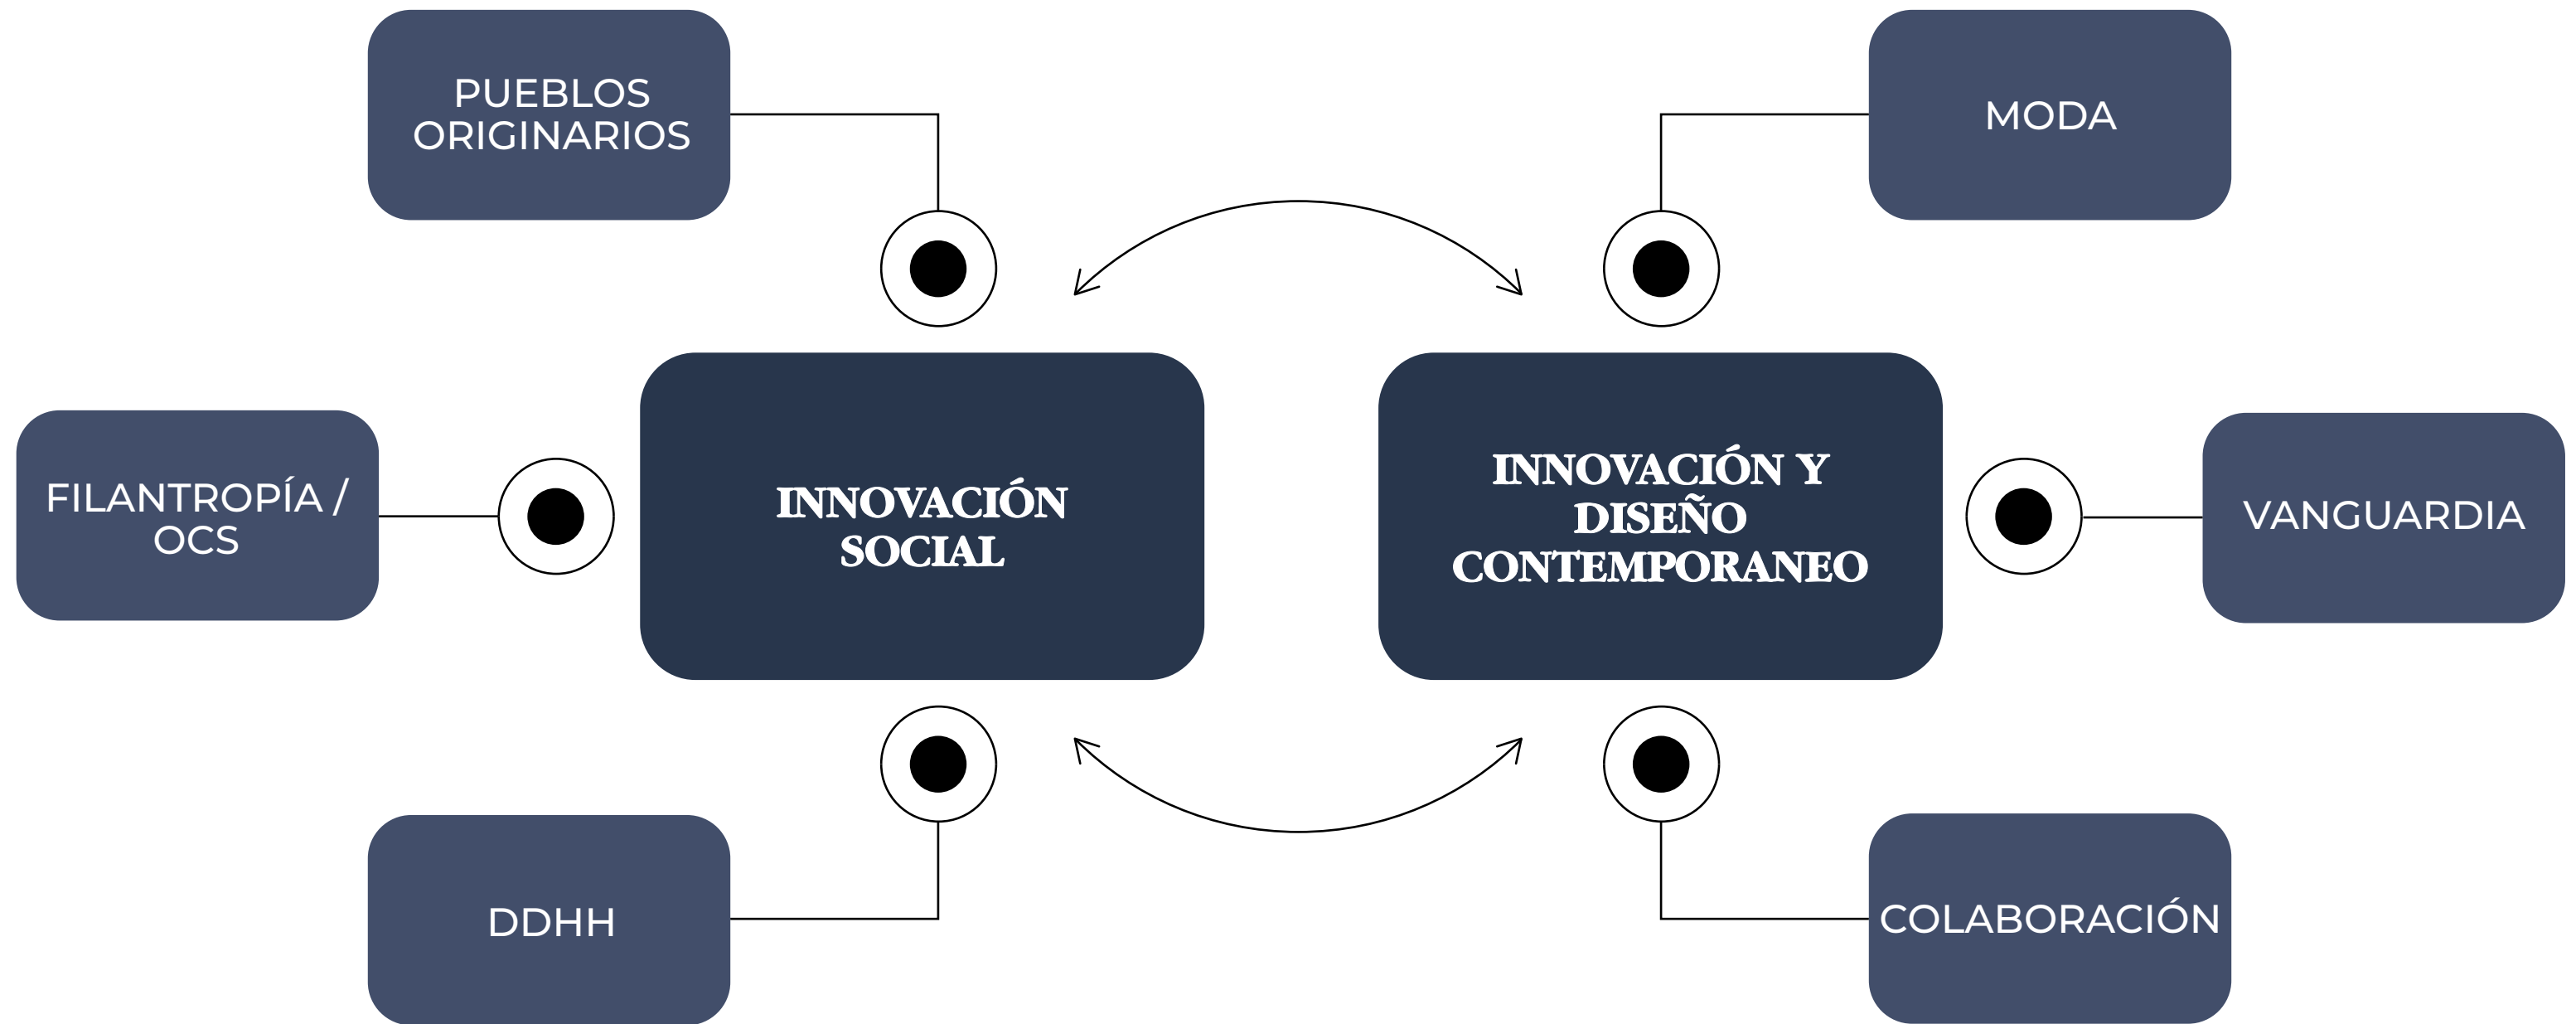 PUEBLOS
ORIGINARIOS
MODA
FILANTROPÍA /
OCS
INNOVACIÓN
SOCIAL
INNOVACIÓN Y
DISEÑO
CONTEMPORANEO
VANGUARDIA
DDHH
COLABORACIÓN